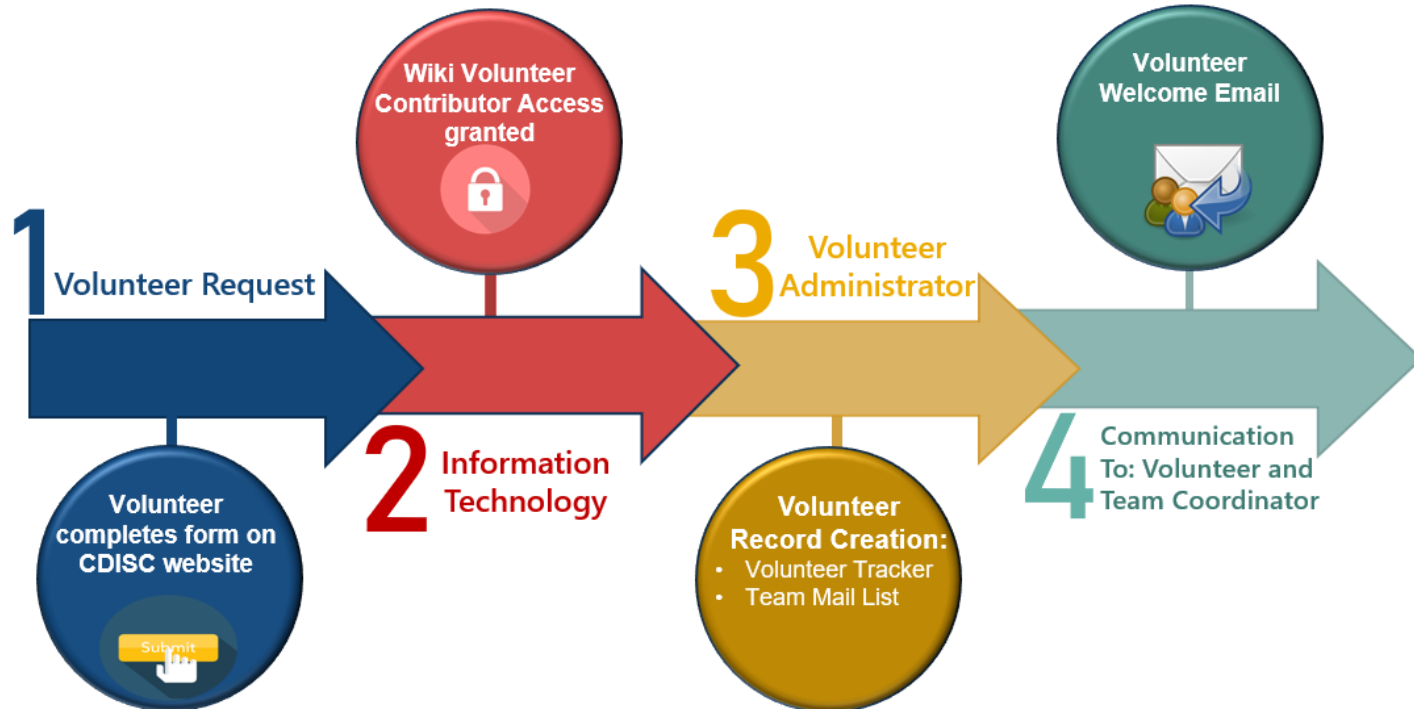 1
Volunteer Request
Volunteer
completes form on
CDISC website
Submit
Wiki Volunteer
Contributor Access
granted
2
Information
Technology
3
Volunteer
Administrator
Volunteer
Record Creation:
• Volunteer Tracker
• Team Mail List
Volunteer
Welcome Email
4
Communication
To: Volunteer and
Team Coordinator